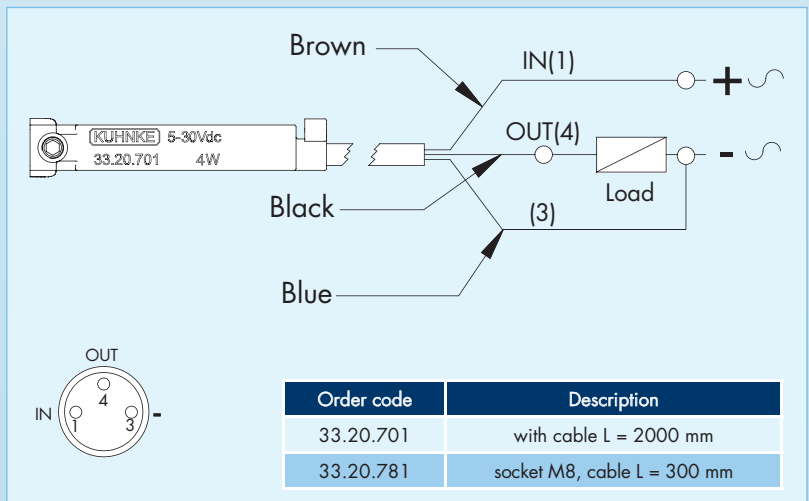 Brown
IN(1)
+
KUHNKE 5-30Vdc
33.20.701 4W
OUT(4)
-
Load
Black
(3)
Blue
OUT
4
IN
1
3
-
Order code Description
33.20.701 with cable L = 2000 mm
33.20.781 socket M8, cable L = 300 mm